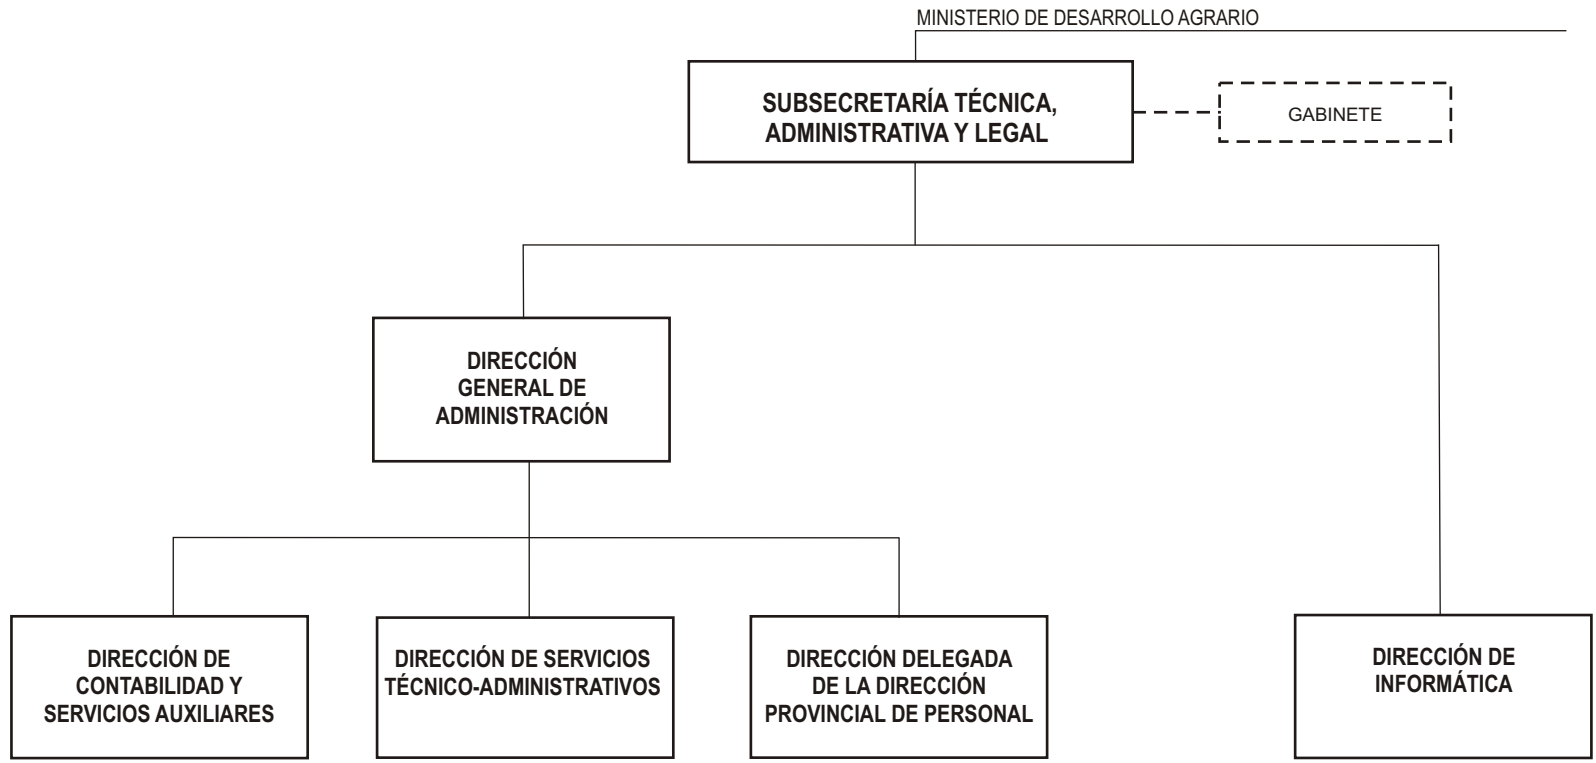 MINISTERIO DE DESARROLLO AGRARIO
SUBSECRETARÍA TÉCNICA,
ADMINISTRATIVA Y LEGAL
GABINETE
DIRECCIÓN
GENERAL DE
ADMINISTRACIÓN
DIRECCIÓN DE
CONTABILIDAD Y
SERVICIOS AUXILIARES
DIRECCIÓN DE SERVICIOS
TÉCNICO-ADMINISTRATIVOS
DIRECCIÓN DELEGADA
DE LA DIRECCIÓN
PROVINCIAL DE PERSONAL
DIRECCIÓN DE
INFORMÁTICA